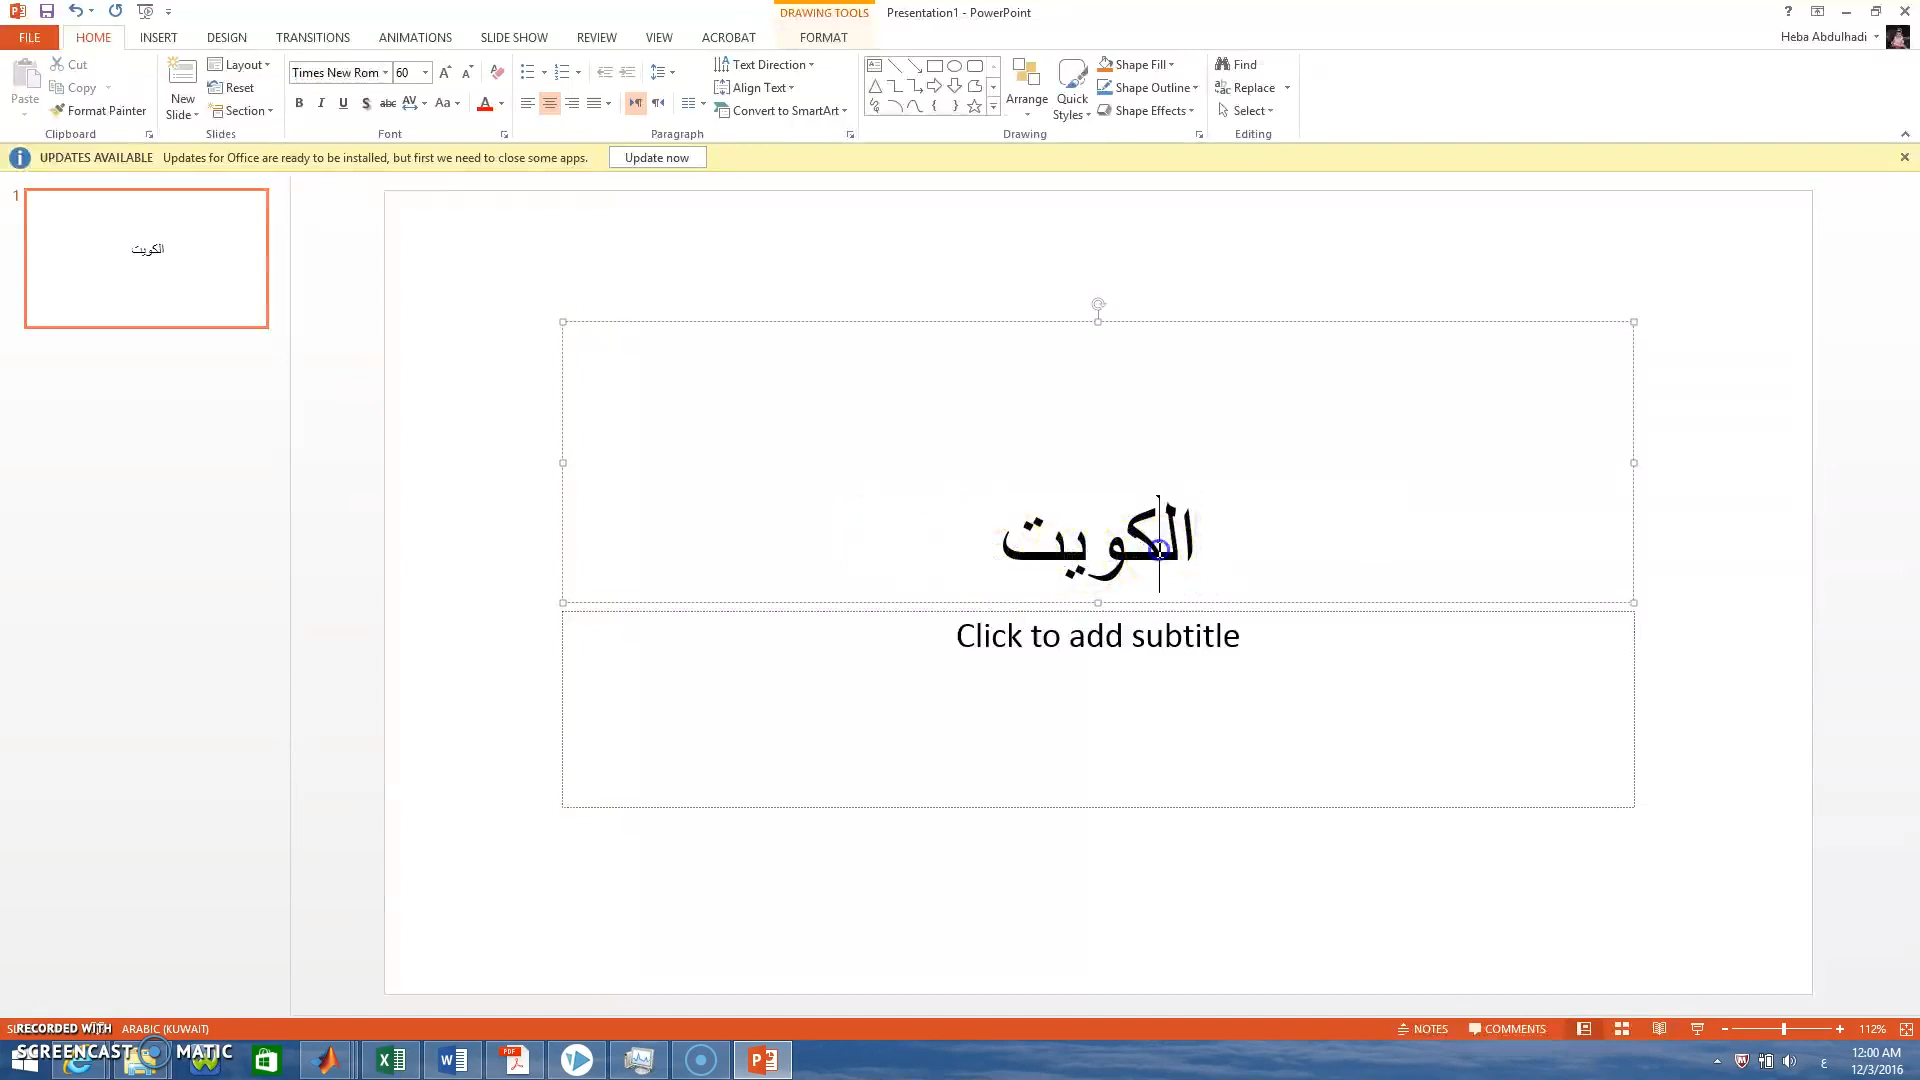 DRAWING TOOLS
Presentation1 - PowerPoint
?
FILE
HOME
INSERT
DESIGN
TRANSITIONS
ANIMATIONS
SLIDE SHOW
REVIEW
VIEW
ACROBAT
FORMAT
Heba Abdulhadi
Paste
Cut
Copy
Format Painter
Clipboard
New Slide
Layout
Reset
Section
Slides
Times New Rom
60
B I U S abc AV Aa A
Font
Text Direction
Align Text
Convert to SmartArt
Paragraph
Arrange
Quick Styles
Shape Fill
Shape Outline
Shape Effects
Drawing
Find
Replace
Select
Editing
UPDATES AVAILABLE Updates for Office are ready to be installed, but first we need to close some apps.
Update now
1
الكويت
الكويت
Click to add subtitle
RECORDED WITH
SCREENCAST MATIC
ARABIC (KUWAIT)
NOTES
COMMENTS
112%
ع
12:00 AM
12/3/2016